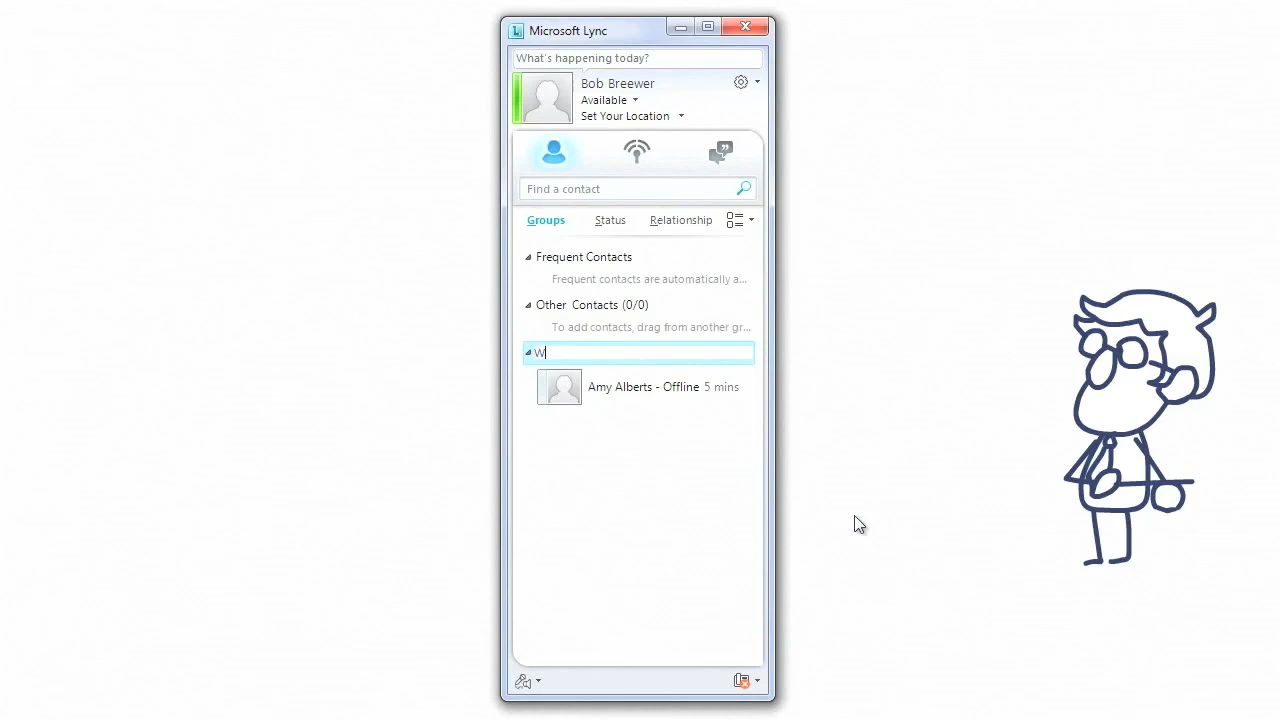 Microsoft Lync
What's happening today?
Bob Breewer
Available
Set Your Location
Find a contact
Groups Status Relationship
Frequent Contacts
Frequent contacts are automatically a...
Other Contacts (0/0)
To add contacts, drag from another gr...
W
Amy Alberts - Offline 5 mins